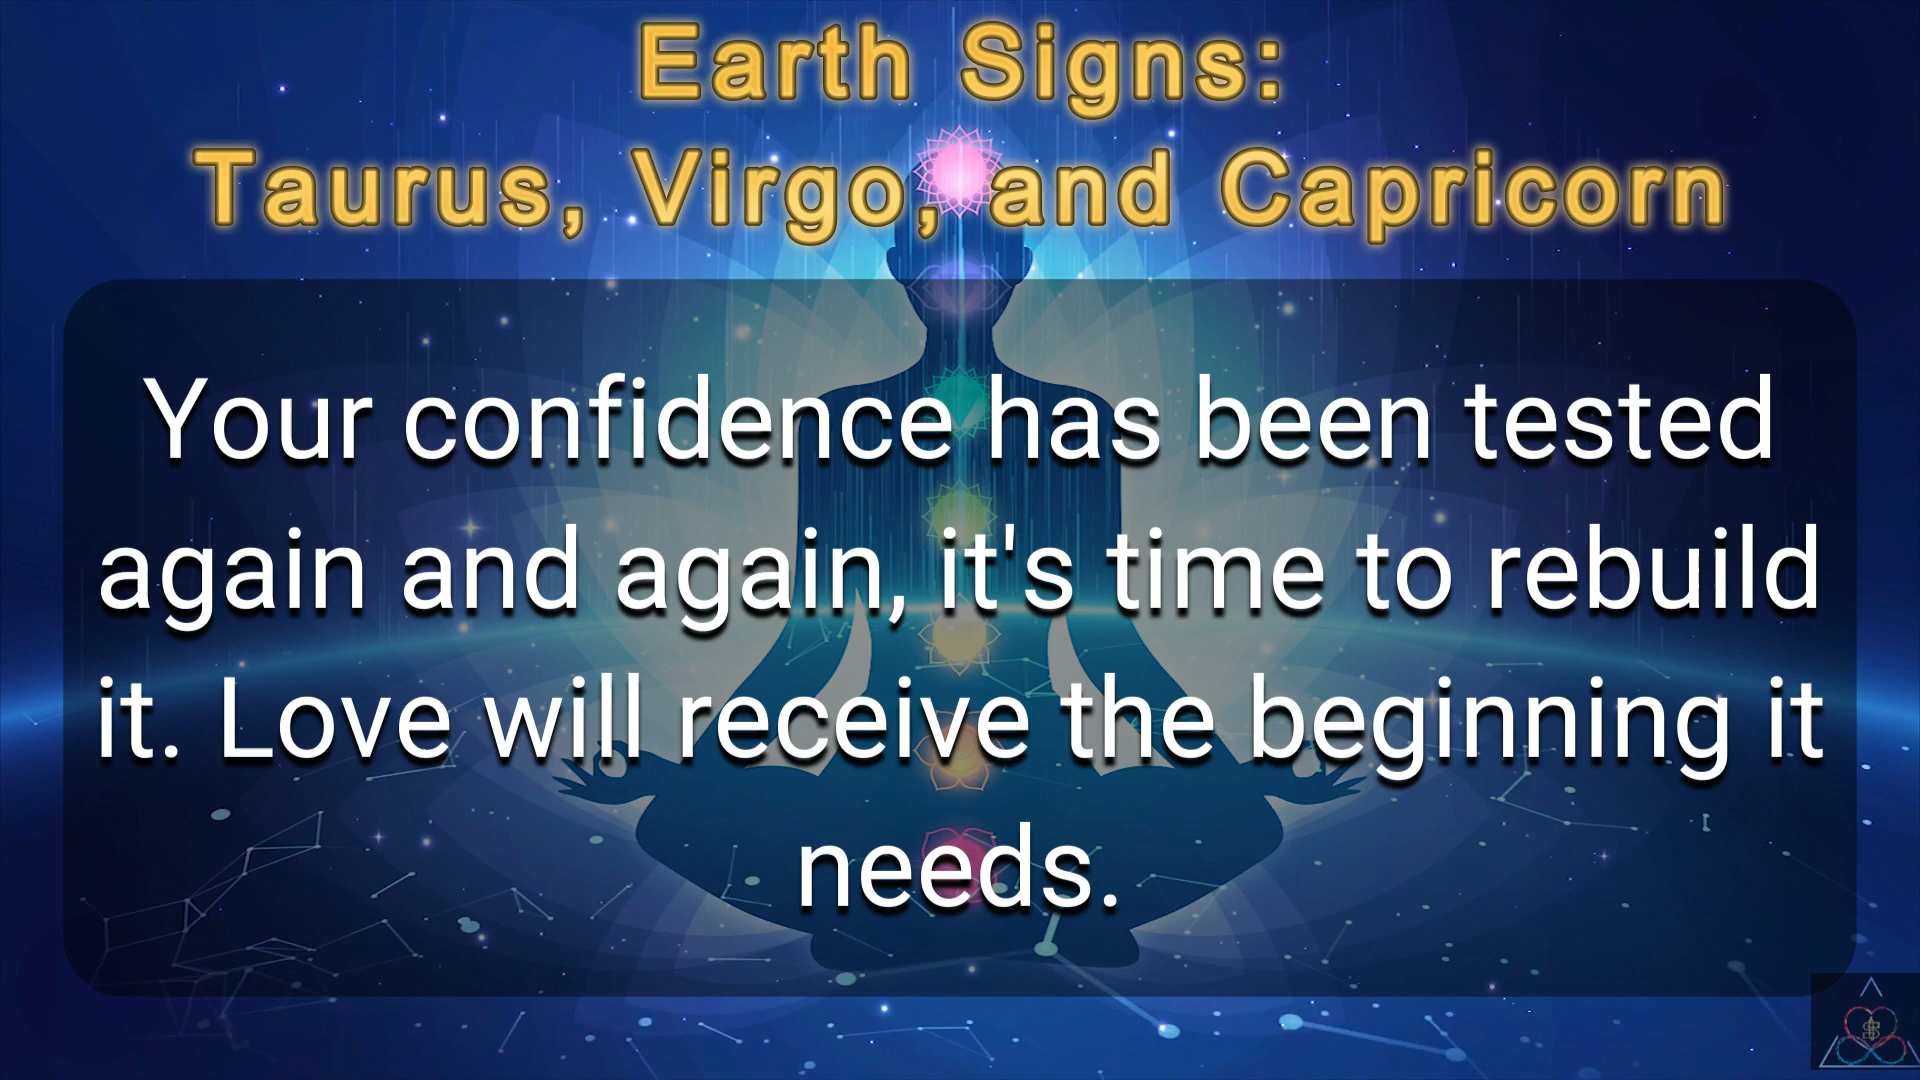 Earth Signs:
Taurus, Virgo, and Capricorn
Your confidence has been tested
again and again, it's time to rebuild
it. Love will receive the beginning it
needs.